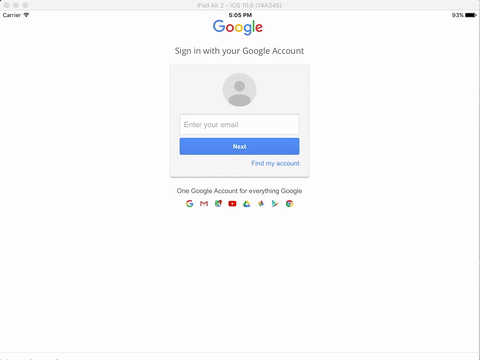 iPad Air 2 – iOS 10.0 (14A345)
Carrier 5:05 PM 93%
Google
Sign in with your Google Account
Enter your email
Next
Find my account
One Google Account for everything Google